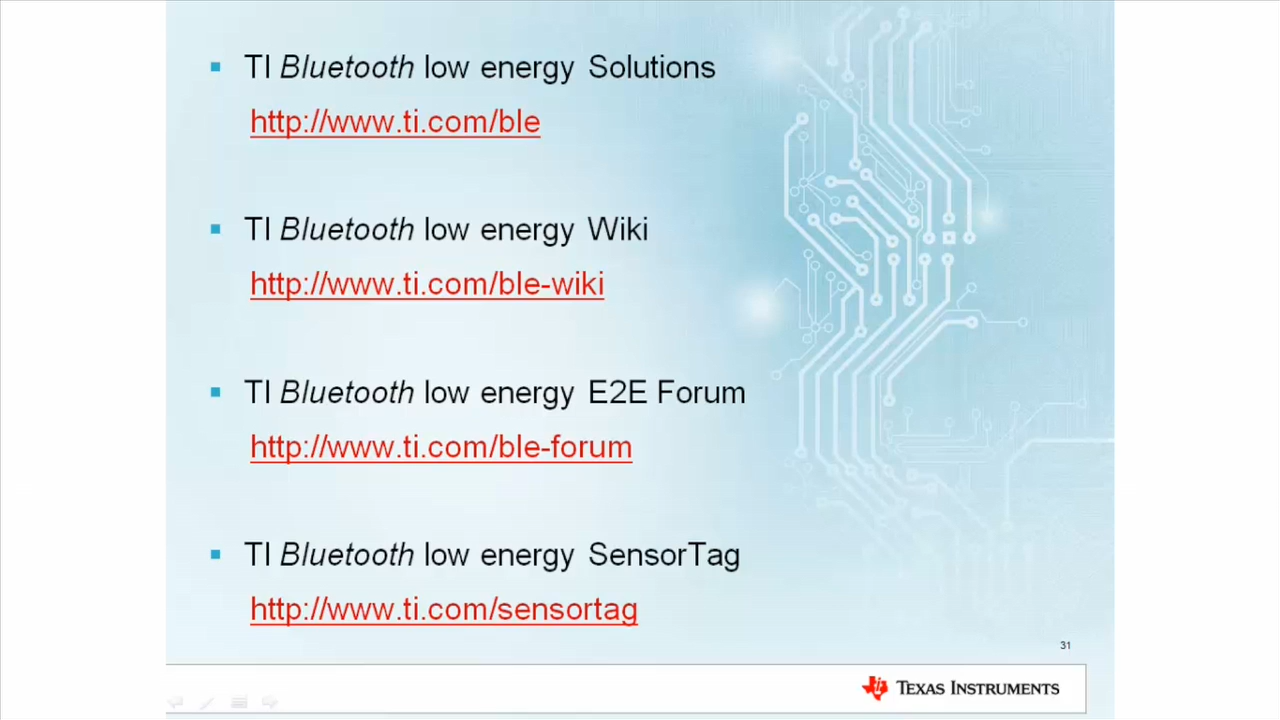 TI Bluetooth low energy Solutions
http://www.ti.com/ble
TI Bluetooth low energy Wiki
http://www.ti.com/ble-wiki
TI Bluetooth low energy E2E Forum
http://www.ti.com/ble-forum
TI Bluetooth low energy SensorTag
http://www.ti.com/sensortag
31
TEXAS INSTRUMENTS